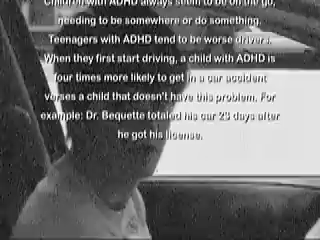 Children with ADHD always seem to be on the go,
needing to be somewhere or do something.
Teenagers with ADHD tend to be worse drivers.
When they first start driving, a child with ADHD is
four times more likely to get in a car accident
verses a child that doesn't have this problem. For
example: Dr. Bequette totaled his car 23 days after
he got his license.